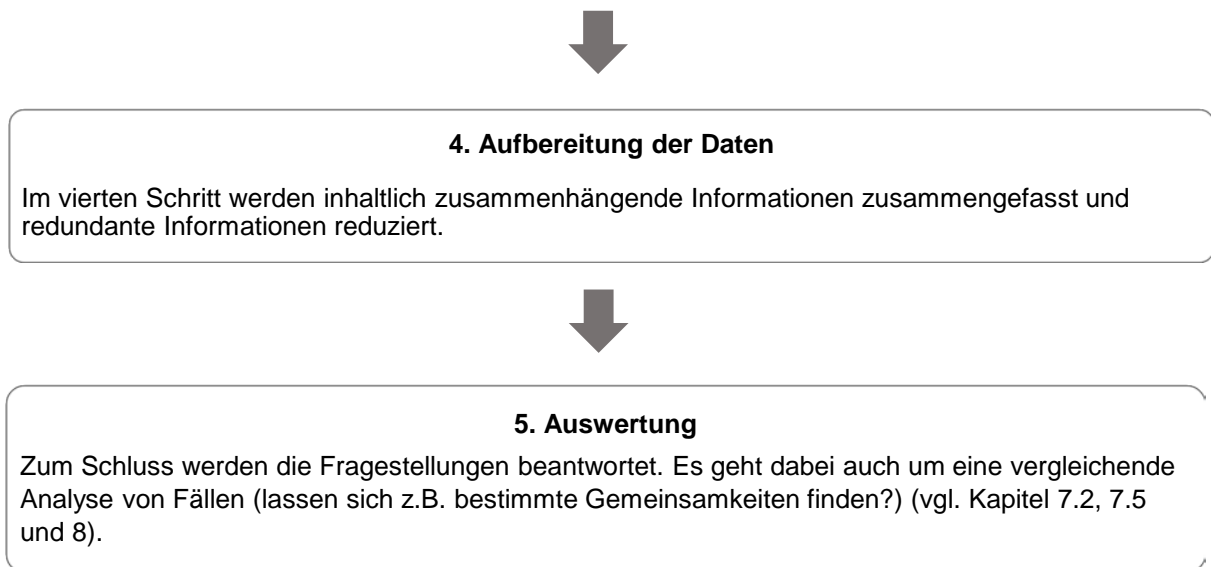 4. Aufbereitung der Daten
Im vierten Schritt werden inhaltlich zusammenhängende Informationen zusammengefasst und
redundante Informationen reduziert.
5. Auswertung
Zum Schluss werden die Fragestellungen beantwortet. Es geht dabei auch um eine vergleichende
Analyse von Fällen (lassen sich z.B. bestimmte Gemeinsamkeiten finden?) (vgl. Kapitel 7.2, 7.5
und 8).